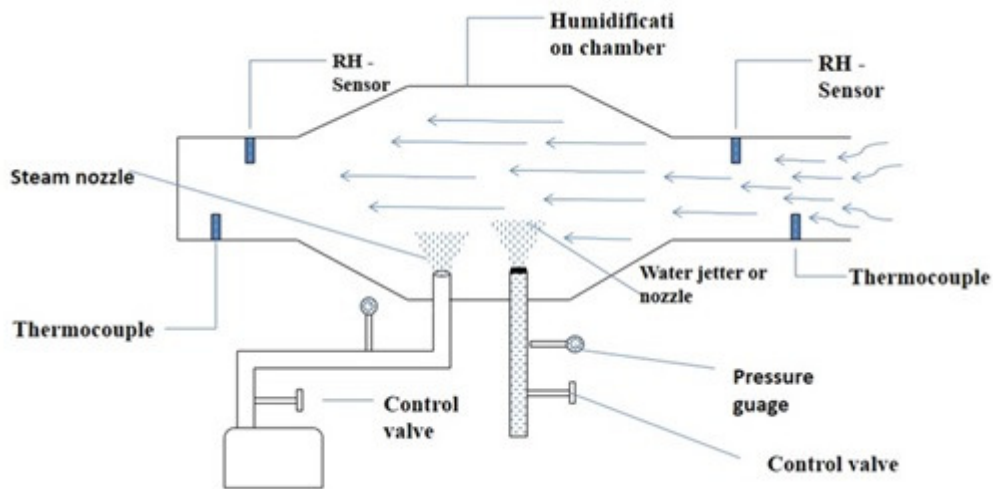 Humidificati
on chamber
RH -
Sensor
RH -
Sensor
Steam nozzle
Water jetter or
nozzle
Thermocouple
Thermocouple
Pressure
guage
Control
valve
Control valve